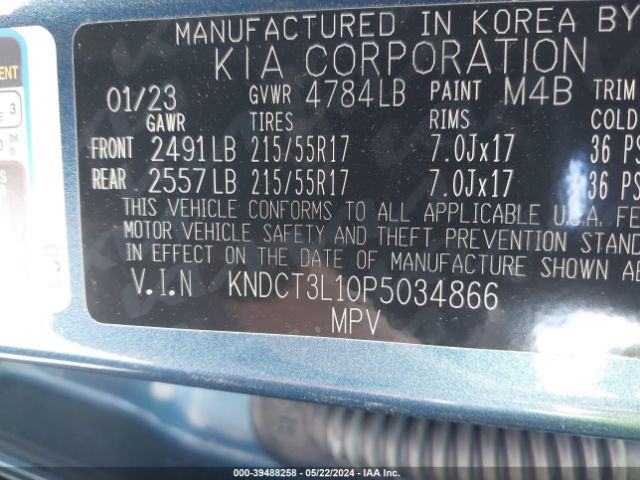 MANUFACTURED IN KOREA BY
KIA CORPORATION
01/23 GVWR 4784LB PAINT M4B TRIM
GAWR TIRES RIMS COLD
FRONT 2491LB 215/55R17 7.0Jx17 36 PS
REAR 2557LB 215/55R17 7.0Jx17 36 PS
THIS VEHICLE CONFORMS TO ALL APPLICABLE U.S.A. FE
MOTOR VEHICLE SAFETY AND THEFT PREVENTION STAND
IN EFFECT ON THE DATE OF MANUFACTURE SHOWN AB
V.I.N KNDCT3L10P5034866
MPV
ENT
3
lbs
000-39488258 - 05/22/2024 - IAA Inc.